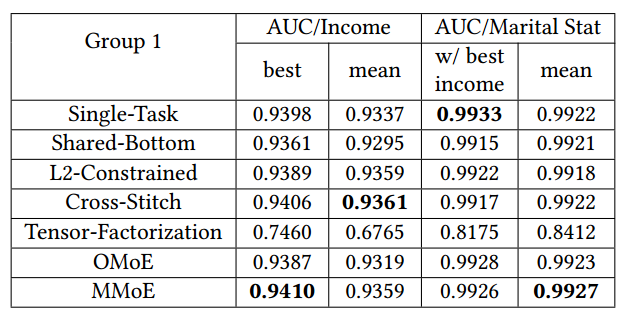 Group 1 AUC/Income AUC/Marital Stat
best mean w/ best income mean
Single-Task 0.9398 0.9337 0.9933 0.9922
Shared-Bottom 0.9361 0.9295 0.9915 0.9921
L2-Constrained 0.9389 0.9359 0.9922 0.9918
Cross-Stitch 0.9406 0.9361 0.9917 0.9922
Tensor-Factorization 0.7460 0.6765 0.8175 0.8412
OMoE 0.9387 0.9319 0.9928 0.9923
MMoE 0.9410 0.9359 0.9926 0.9927